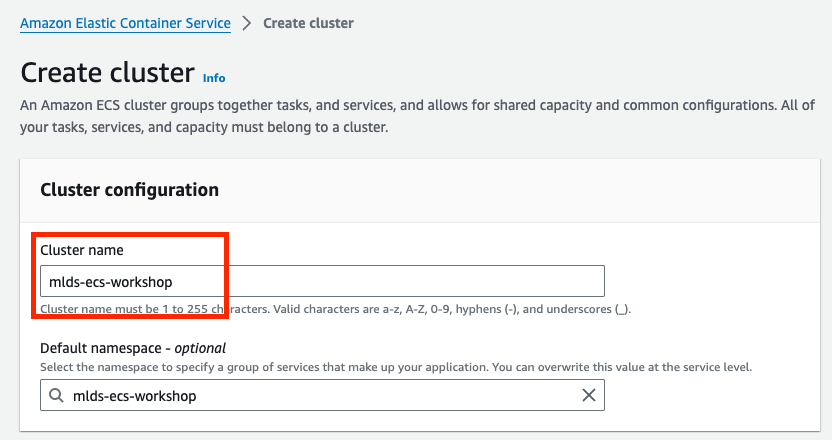 Amazon Elastic Container Service > Create cluster
Create cluster Info
An Amazon ECS cluster groups together tasks, and services, and allows for shared capacity and common configurations. All of
your tasks, services, and capacity must belong to a cluster.
Cluster configuration
Cluster name
mlds-ecs-workshop
Cluster name must be 1 to 255 characters. Valid characters are a-z, A-Z, 0-9, hyphens (-), and underscores (_).
Default namespace - optional
Select the namespace to specify a group of services that make up your application. You can overwrite this value at the service level.
mlds-ecs-workshop